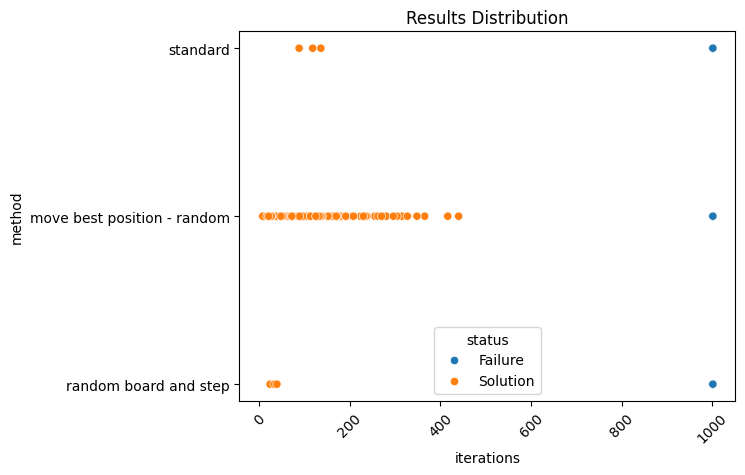 Results Distribution
standard
move best position - random
random board and step
method
status
Failure
Solution
0
200
400
600
800
1000
iterations